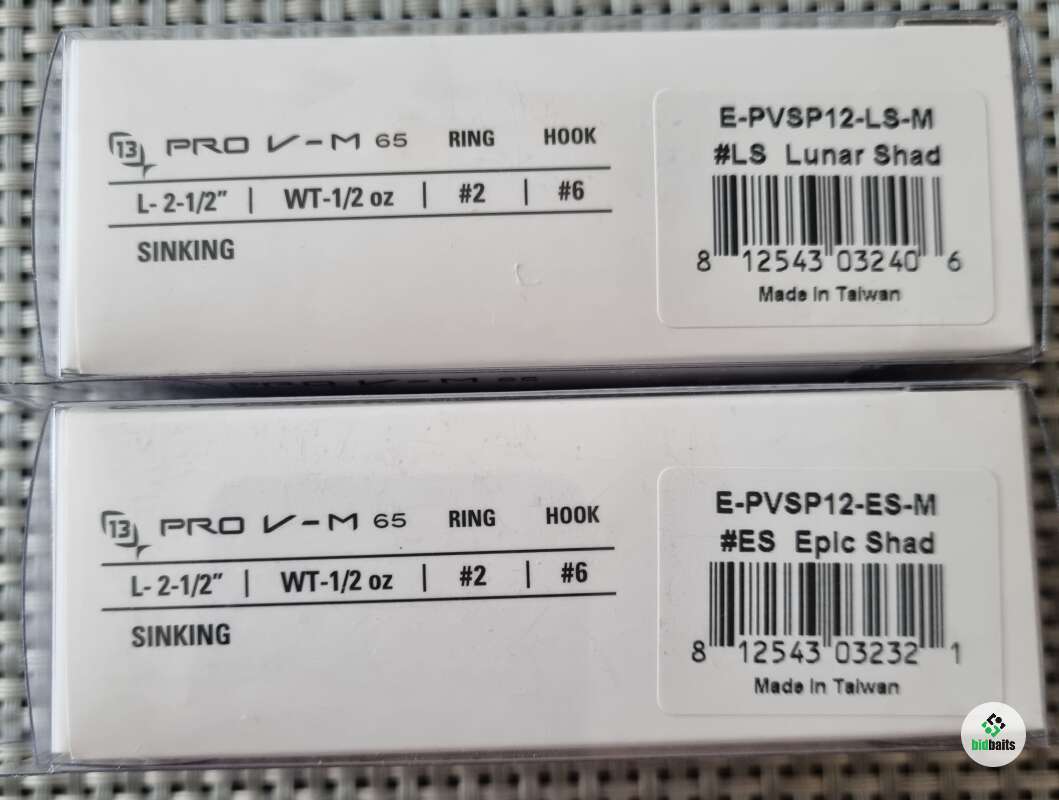 13 PRO V-M 65 RING HOOK
L- 2-1/2" | WT-1/2 oz | #2 | #6
SINKING
E-PVSP12-LS-M
#LS Lunar Shad
8 12543 03240 6
Made in Taiwan
PRO V-M 65
13 PRO V-M 65 RING HOOK
L- 2-1/2" | WT-1/2 oz | #2 | #6
SINKING
E-PVSP12-ES-M
#ES Epic Shad
8 12543 03232 1
Made in Taiwan
bidbaits